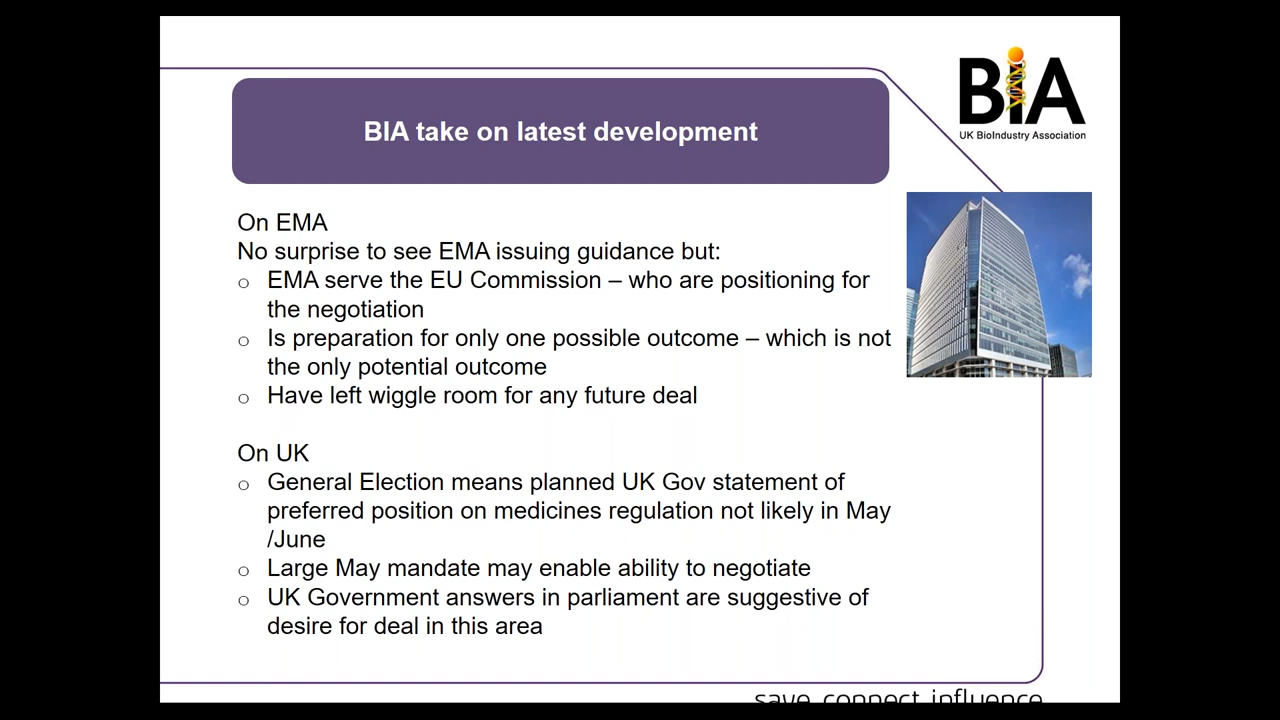 BIA
UK BioIndustry Association
BIA take on latest development
On EMA
No surprise to see EMA issuing guidance but:
o EMA serve the EU Commission – who are positioning for
the negotiation
o Is preparation for only one possible outcome – which is not
the only potential outcome
o Have left wiggle room for any future deal
On UK
o General Election means planned UK Gov statement of
preferred position on medicines regulation not likely in May
/June
o Large May mandate may enable ability to negotiate
o UK Government answers in parliament are suggestive of
desire for deal in this area
save connect influence